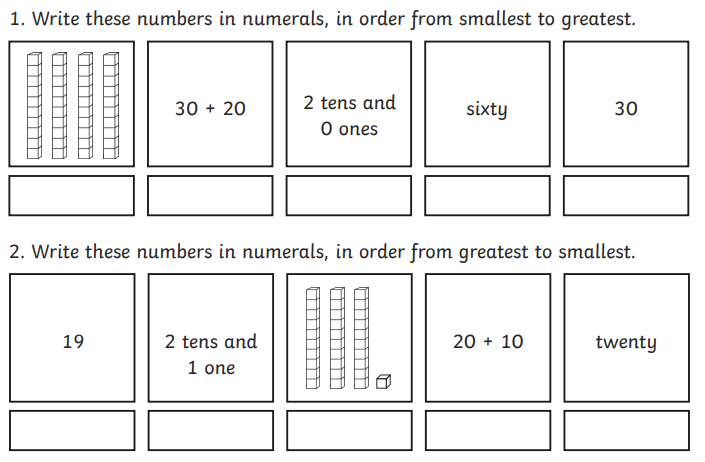 1. Write these numbers in numerals, in order from smallest to greatest.
30 + 20
2 tens and
0 ones
sixty
30
2. Write these numbers in numerals, in order from greatest to smallest.
19
2 tens and
1 one
20 + 10
twenty